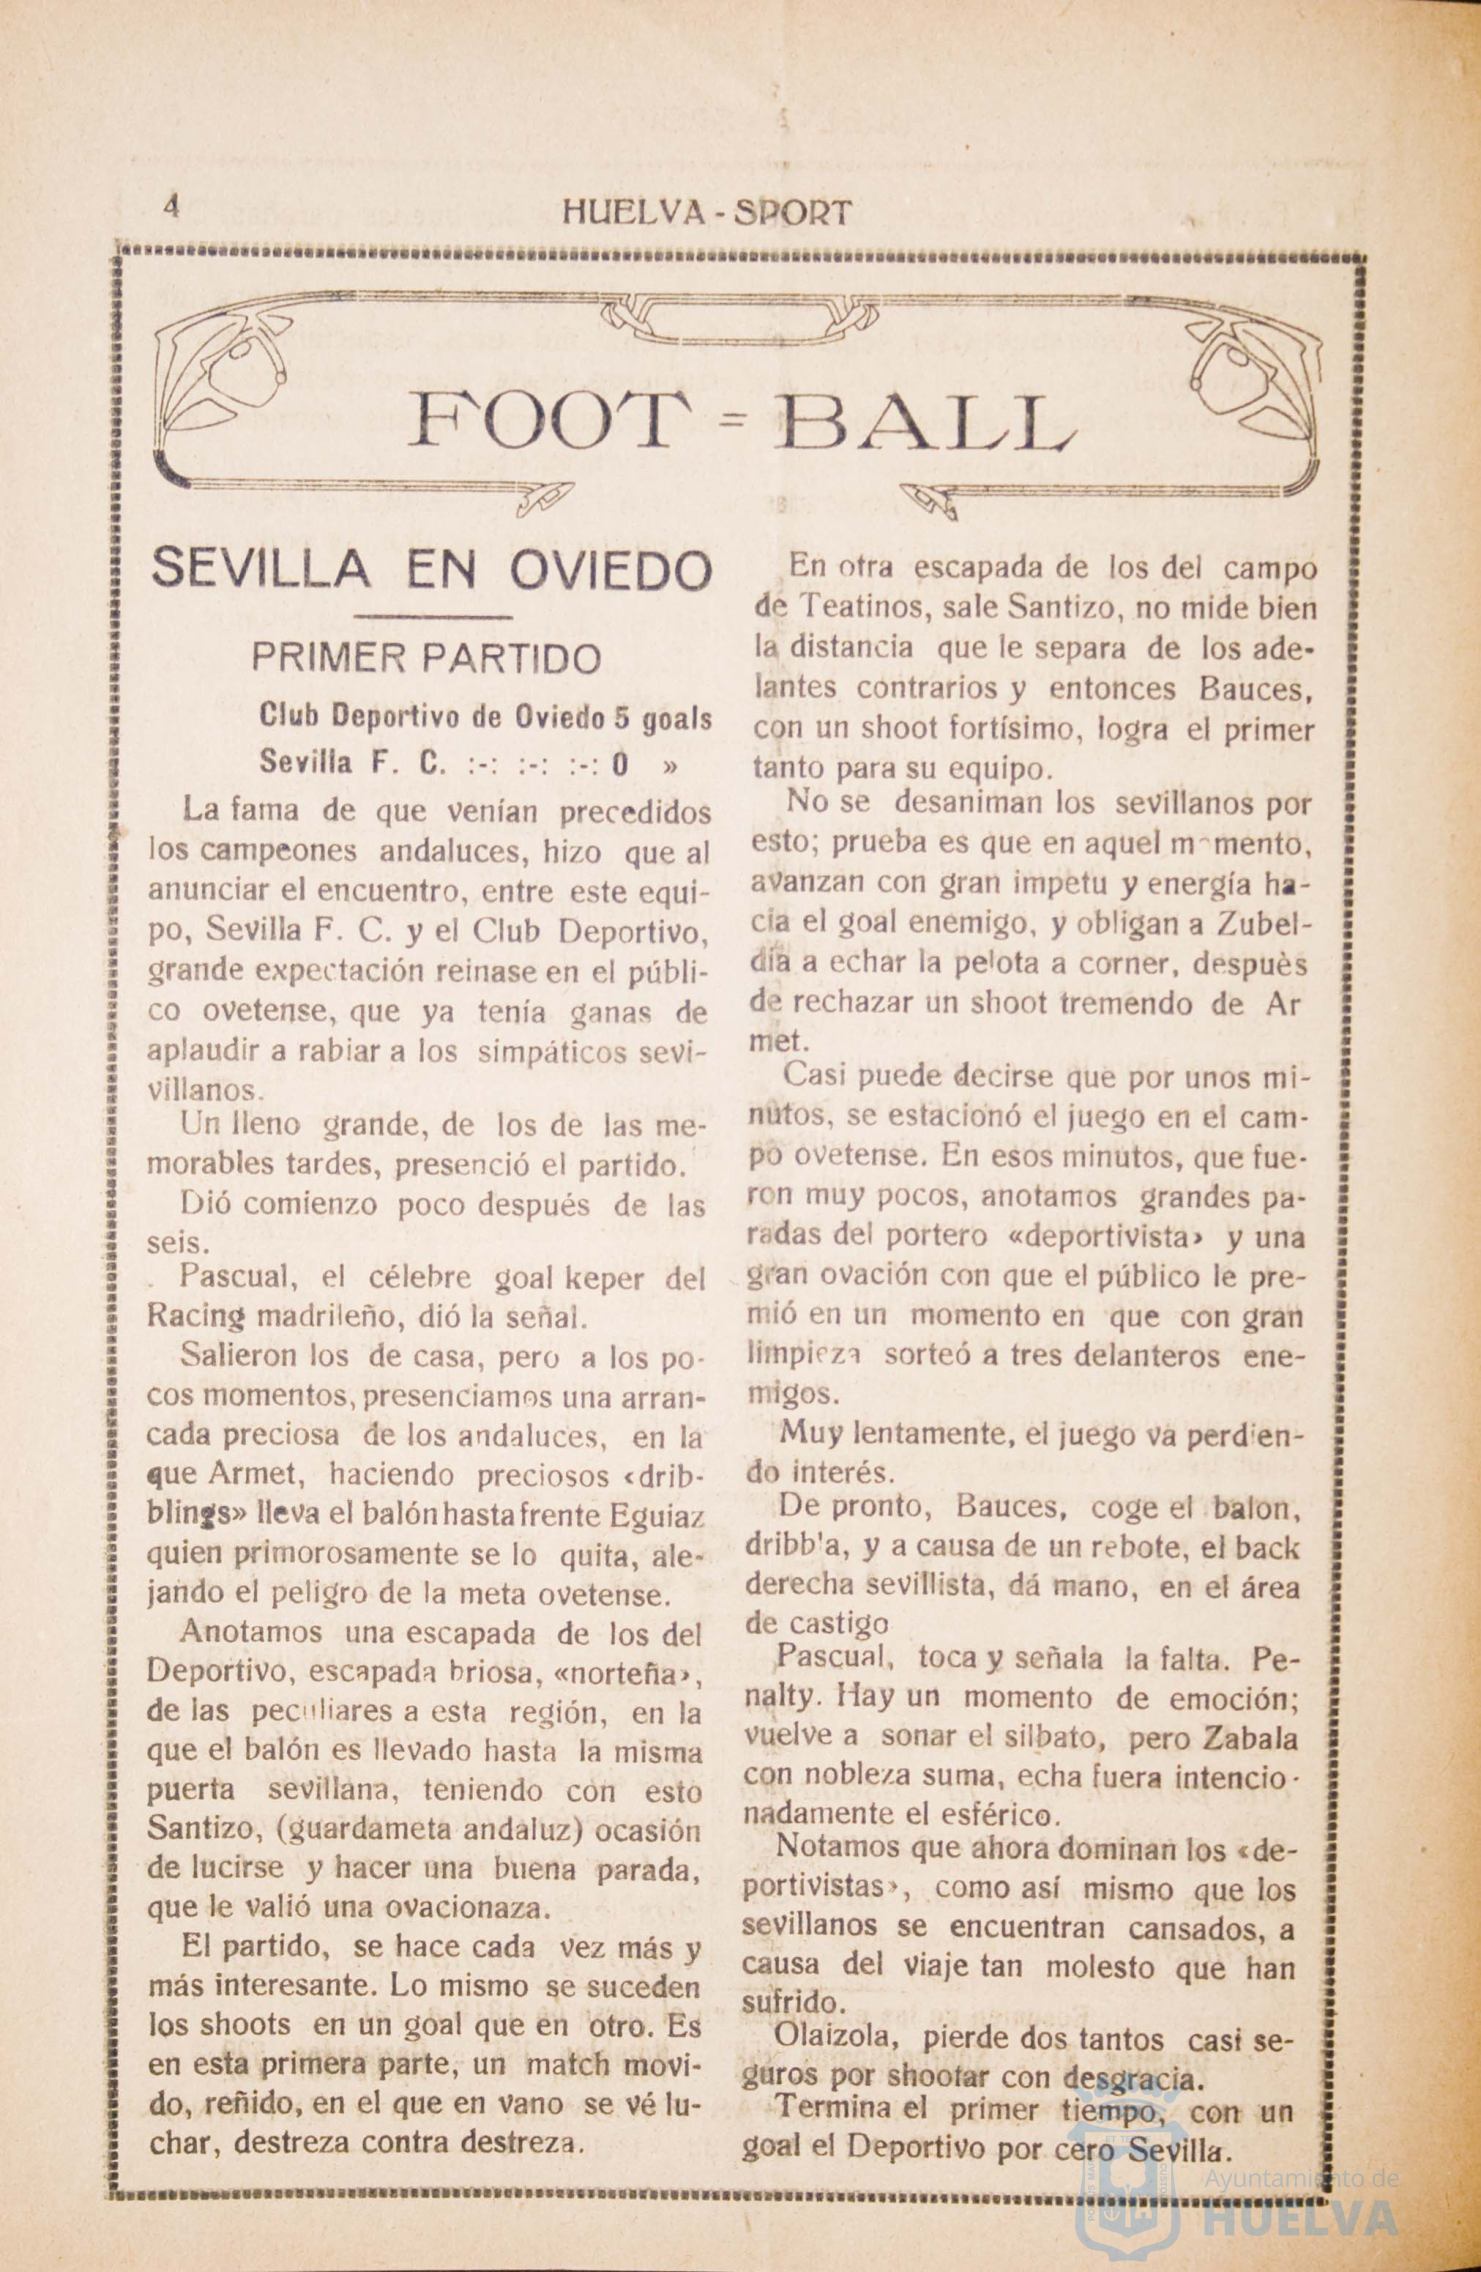 4
HUELVA - SPORT
FOOT = BALL
SEVILLA EN OVIEDO
PRIMER PARTIDO
Club Deportivo de Oviedo 5 goals
Sevilla F. C. :-: :-: :-: 0 »
La fama de que venían precedidos
los campeones andaluces, hizo que al
anunciar el encuentro, entre este equi-
po, Sevilla F. C. y el Club Deportivo,
grande expectación reinase en el públi-
co ovetense, que ya tenía ganas de
aplaudir a rabiar a los simpáticos sevi-
villanos.
Un lleno grande, de los de las me-
morables tardes, presenció el partido.
Dió comienzo poco después de las
seis.
Pascual, el célebre goal keper del
Racing madrileño, dió la señal.
Salieron los de casa, pero a los po-
cos momentos, presenciamos una arran-
cada preciosa de los andaluces, en la
que Armet, haciendo preciosos ‹drib-
blings» lleva el balón hasta frente Eguiaz
quien primorosamente se lo quita, ale-
jando el peligro de la meta ovetense.
Anotamos una escapada de los del
Deportivo, escapada briosa, «norteña›,
de las peculiares a esta región, en la
que el balón es llevado hasta la misma
puerta sevillana, teniendo con esto
Santizo, (guardameta andaluz) ocasión
de lucirse y hacer una buena parada,
que le valió una ovacionaza.
El partido, se hace cada vez más y
más interesante. Lo mismo se suceden
los shoots en un goal que en otro. Es
en esta primera parte, un match movi-
do, reñido, en el que en vano se vé lu-
char, destreza contra destreza.
En otra escapada de los del campo
de Teatinos, sale Santizo, no mide bien
la distancia que le separa de los ade-
lantes contrarios y entonces Bauces,
con un shoot fortísimo, logra el primer
tanto para su equipo.
No se desaniman los sevillanos por
esto; prueba es que en aquel momento,
avanzan con gran impetu y energía ha-
cia el goal enemigo, y obligan a Zubel-
día a echar la pelota a corner, despuès
de rechazar un shoot tremendo de Ar
met.
Casi puede decirse que por unos mi-
nutos, se estacionó el juego en el cam-
po ovetense. En esos minutos, que fue-
ron muy pocos, anotamos grandes pa-
radas del portero «deportivista› y una
gran ovación con que el público le pre-
mió en un momento en que con gran
limpieza sorteó a tres delanteros ene-
migos.
Muy lentamente, el juego va perdien-
do interés.
De pronto, Bauces, coge el balon,
dribb'a, y a causa de un rebote, el back
derecha sevillista, dá mano, en el área
de castigo
Pascual, toca y señala la falta. Pe-
nalty. Hay un momento de emoción;
vuelve a sonar el silbato, pero Zabala
con nobleza suma, echa fuera intencio-
nadamente el esférico.
Notamos que ahora dominan los «de-
portivistas›, como así mismo que los
sevillanos se encuentran cansados, a
causa del viaje tan molesto que han
sufrido.
Olaizola, pierde dos tantos casi se-
guros por shootar con desgracia.
Termina el primer tiempo, con un
goal el Deportivo por cero Sevilla.
Ayuntamiento de
HUELVA